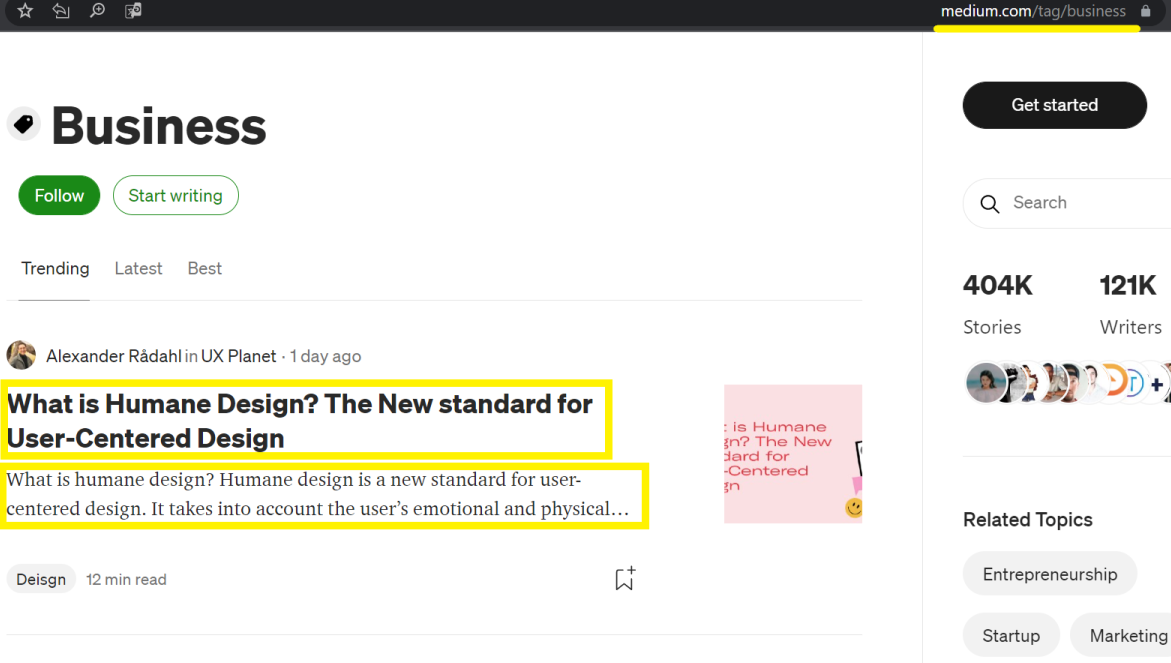 medium.com/tag/business
Business
Follow
Start writing
Trending
Latest
Best
Alexander Rådahl in UX Planet · 1 day ago
What is Humane Design? The New standard for
User-Centered Design
What is humane design? Humane design is a new standard for user-
centered design. It takes into account the user’s emotional and physical…
: is Humane
gn? The New
dard for
-Centered
gn
Deisgn
12 min read
Get started
Search
404K
Stories
121K
Writers
Related Topics
Entrepreneurship
Startup
Marketing